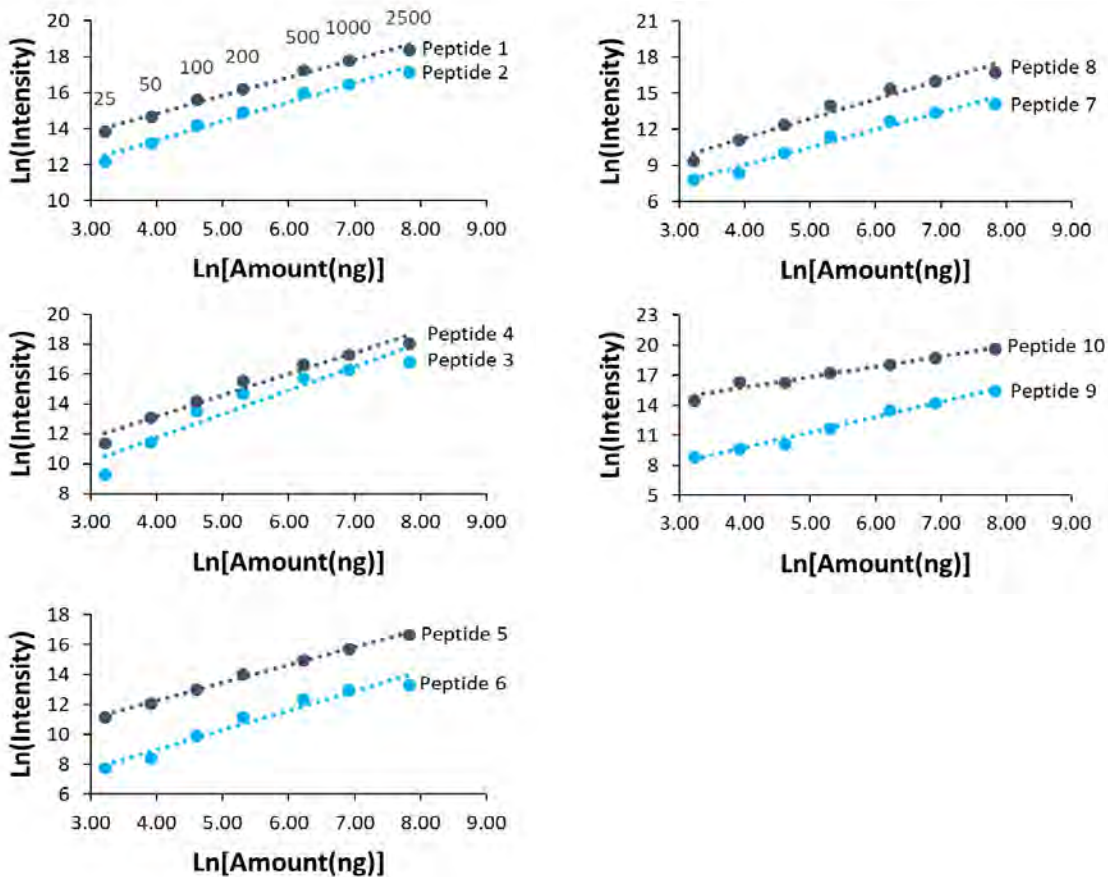 Ln(Intensity)
20
18
16
14
12
10
25
50
100
200
500
1000
2500
Peptide 1
Peptide 2
3.00 4.00 5.00 6.00 7.00 8.00 9.00
Ln[Amount(ng)]
Ln(Intensity)
21
18
15
12
9
6
Peptide 8
Peptide 7
3.00 4.00 5.00 6.00 7.00 8.00 9.00
Ln[Amount(ng)]
Ln(Intensity)
20
18
16
14
12
10
8
Peptide 4
Peptide 3
3.00 4.00 5.00 6.00 7.00 8.00 9.00
Ln[Amount(ng)]
Ln(Intensity)
23
20
17
14
11
8
5
Peptide 10
Peptide 9
3.00 4.00 5.00 6.00 7.00 8.00 9.00
Ln[Amount(ng)]
Ln(Intensity)
18
16
14
12
10
8
6
Peptide 5
Peptide 6
3.00 4.00 5.00 6.00 7.00 8.00 9.00
Ln[Amount(ng)]